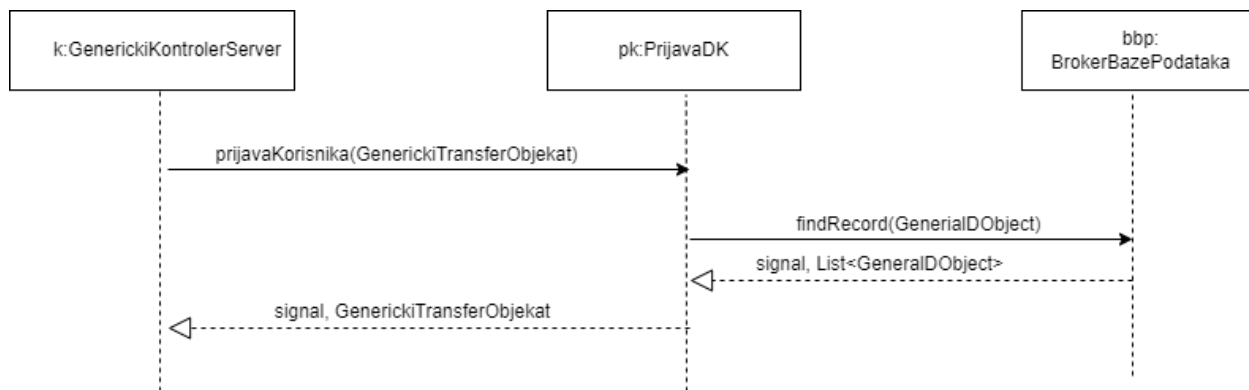 k:GenerickiKontrolerServer
pk:PrijavaDK
bbp:
BrokerBazePodataka
prijavaKorisnika(GenerickiTransferObjekat)
findRecord(GenerialDObject)
signal, List<GeneralDObject>
signal, GenerickiTransferObjekat